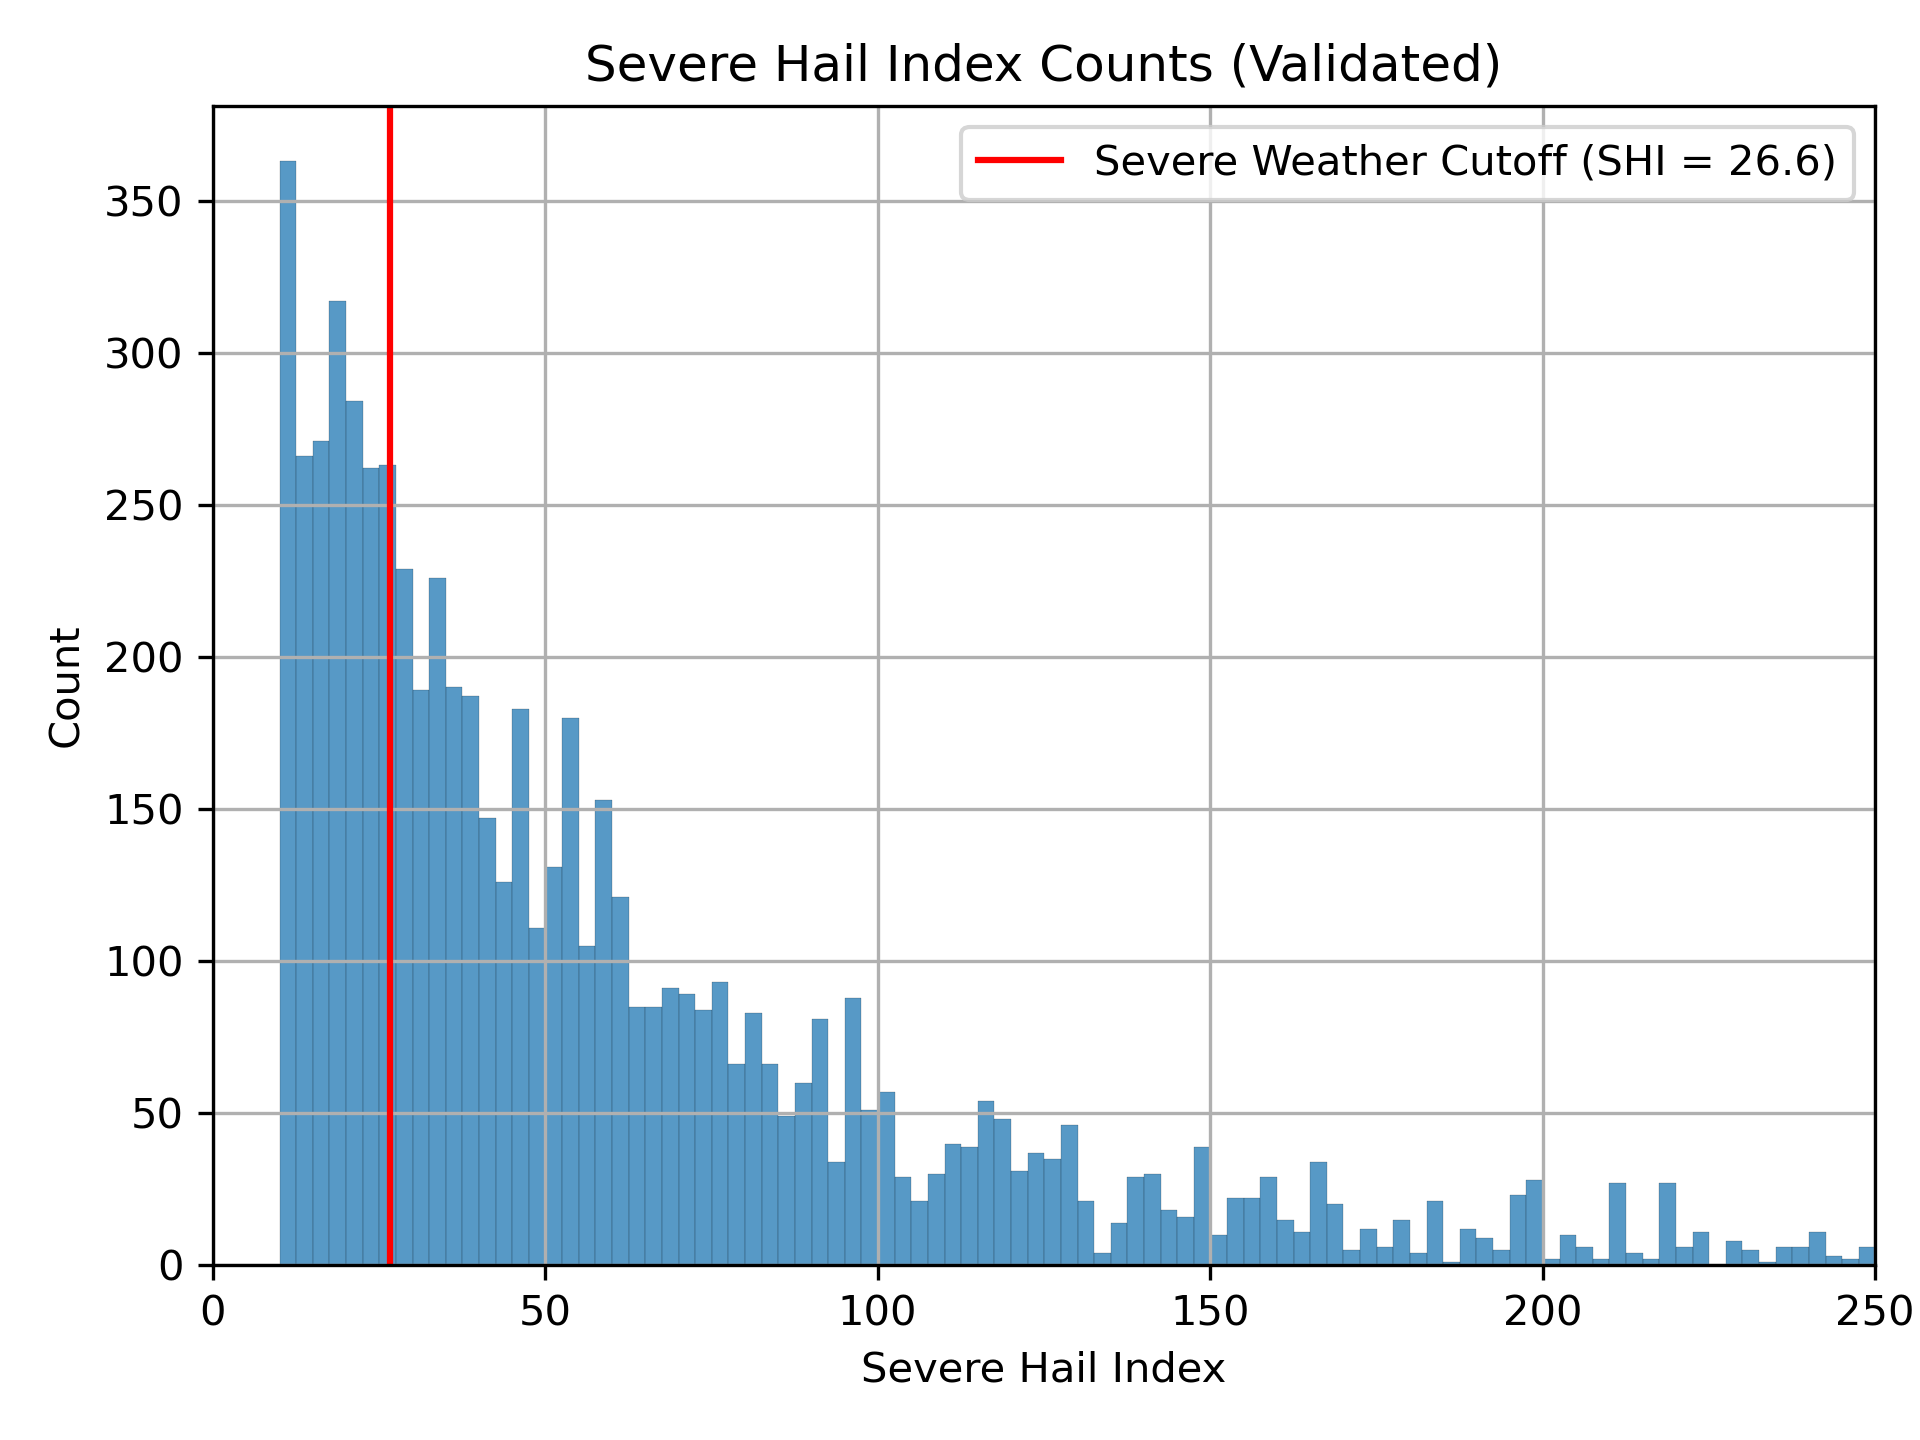 Severe Hail Index Counts (Validated)
Severe Weather Cutoff (SHI = 26.6)
350
300
250
200
150
100
50
0
Count
0 50 100 150 200 250
Severe Hail Index